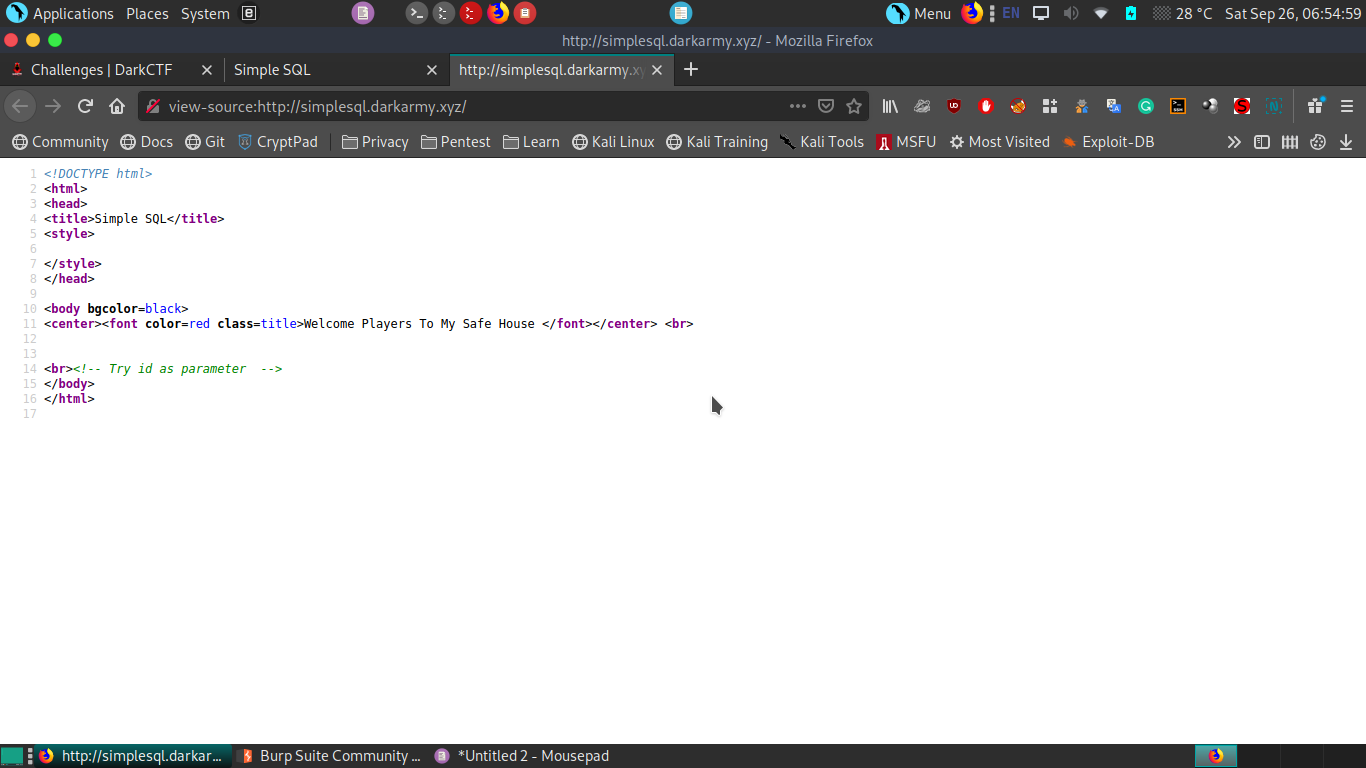 Applications Places System 28 °C Sat Sep 26, 06:54:59
Menu EN
http://simplesql.darkarmy.xyz/ - Mozilla Firefox
Challenges | DarkCTF Simple SQL http://simplesql.darkarmy.xy
view-source:http://simplesql.darkarmy.xyz/
Community Docs Git CryptPad Privacy Pentest Learn Kali Linux Kali Training Kali Tools MSFU Most Visited Exploit-DB
1 <!DOCTYPE html>
2 <html>
3 <head>
4 <title>Simple SQL</title>
5 <style>
6
7 </style>
8 </head>
9
10 <body bgcolor=black>
11 <center><font color=red class=title>Welcome Players To My Safe House </font></center> <br>
12
13
14 <br><!-- Try id as parameter  -->
15 </body>
16 </html>
17
http://simplesql.darkar... Burp Suite Community ... *Untitled 2 - Mousepad